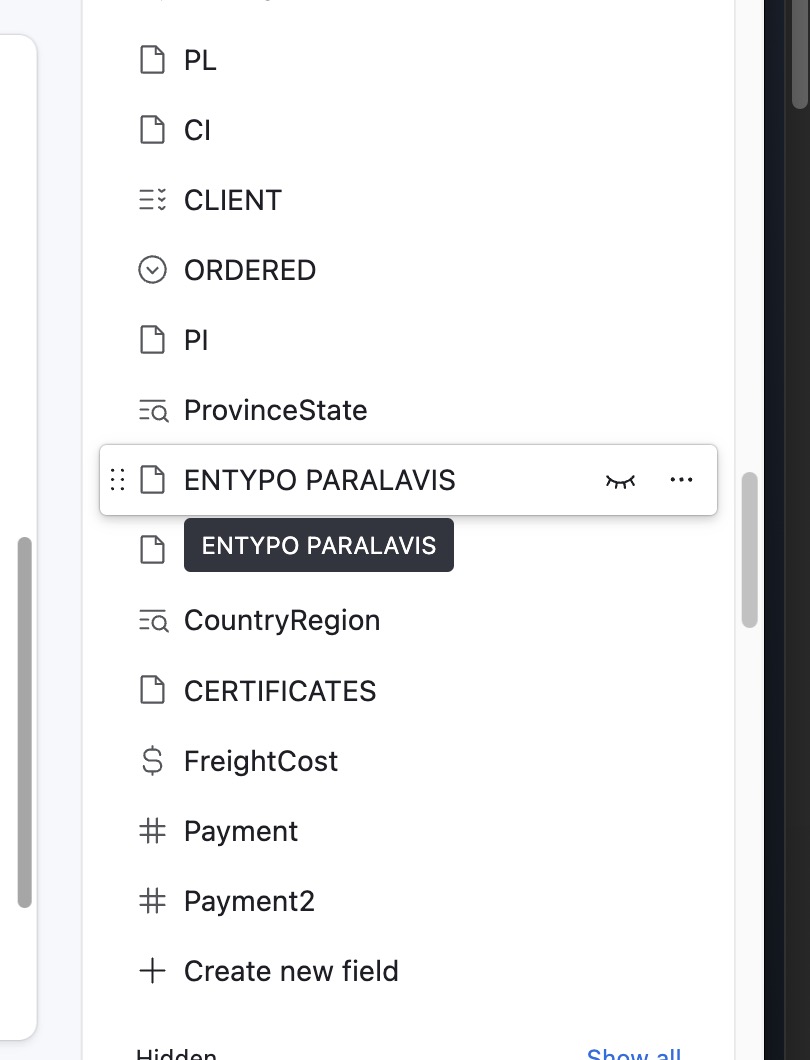 PL
CI
CLIENT
ORDERED
PI
ProvinceState
ENTYPO PARALAVIS
ENTYPO PARALAVIS
CountryRegion
CERTIFICATES
FreightCost
Payment
Payment2
Create new field
Hidden
Show all